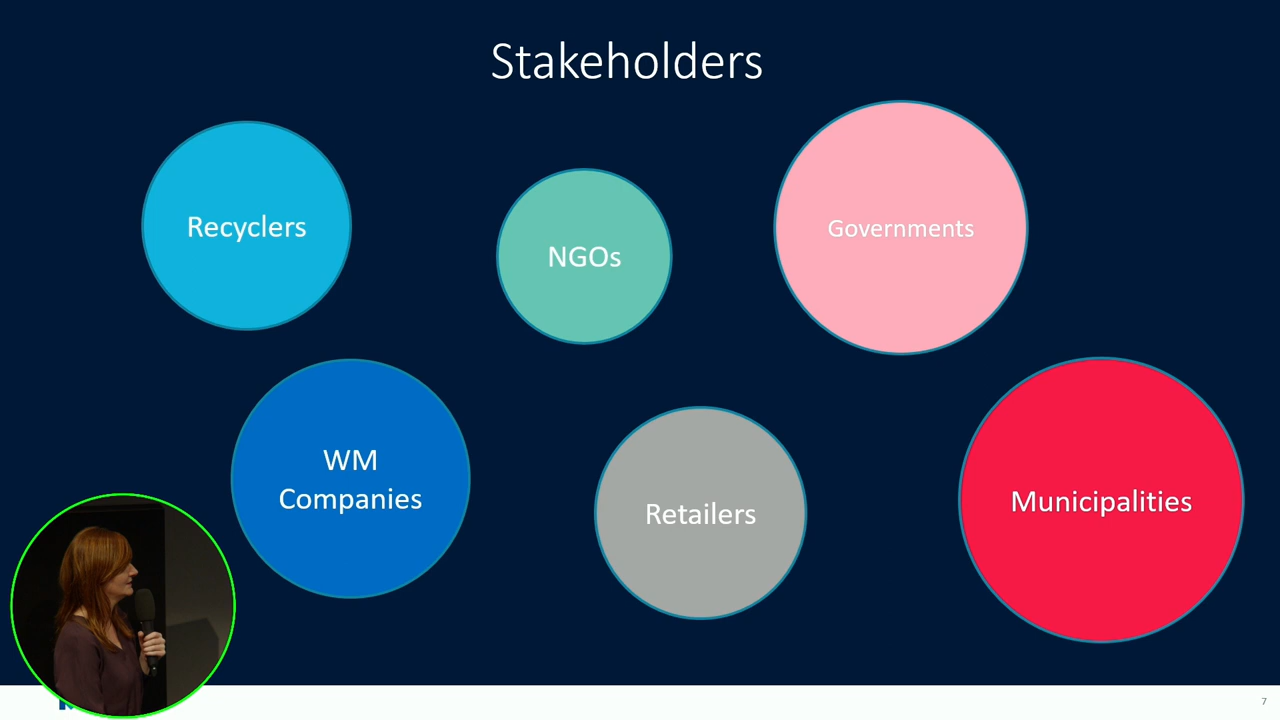 Stakeholders
Recyclers
NGOs
Governments
WM
Companies
Retailers
Municipalities
7